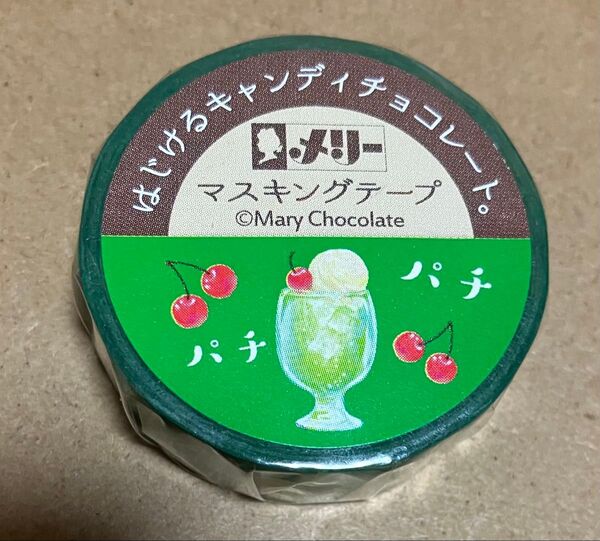 はじけるキャンディチョコレート。
メリー
マスキングテープ
©Mary Chocolate
パチ
パチ